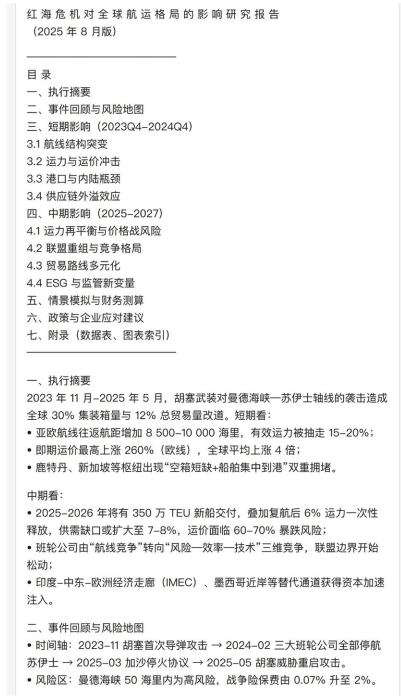 红海危机对全球航运格局的影响研究报告
（2025 年 8 月版）
目 录
一、执行摘要
二、事件回顾与风险地图
三、短期影响（2023Q4–2024Q4）
3.1 航线结构突变
3.2 运力与运价冲击
3.3 港口与内陆瓶颈
3.4 供应链外溢效应
四、中期影响（2025–2027）
4.1 运力再平衡与价格战风险
4.2 联盟重组与竞争格局
4.3 贸易路线多元化
4.4 ESG 与监管新变量
五、情景模拟与财务测算
六、政策与企业应对建议
七、附录（数据表、图表索引）
一、执行摘要
2023 年 11 月–2025 年 5 月，胡塞武装对曼德海峡—苏伊士轴线的袭击造成
全球 30% 集装箱量与 12% 总贸易量改道。短期看：
• 亚欧航线往返航距增加 8 500–10 000 海里，有效运力被抽走 15–20%；
• 即期运价最高上涨 260%（欧线），全球平均上涨 4 倍；
• 鹿特丹、新加坡等枢纽出现“空箱短缺+船舶集中到港”双重拥堵。
中期看：
• 2025–2026 年将有 350 万 TEU 新船交付，叠加复航后 6% 运力一次性
释放，供需缺口或扩大至 7–8%，运价面临 60–70% 暴跌风险；
• 班轮公司由“航线竞争”转向“风险—效率—技术”三维竞争，联盟边界开始
松动；
• 印度-中东-欧洲经济走廊（IMEC）、墨西哥近岸等替代通道获得资本加速
注入。
二、事件回顾与风险地图
• 时间轴：2023-11 胡塞首次导弹攻击 → 2024-02 三大班轮公司全部停航
苏伊士 → 2025-03 加沙停火协议 → 2025-05 胡塞威胁重启攻击。
• 风险区：曼德海峡 50 海里内为高风险，战争险保费由 0.07% 升至 2%。